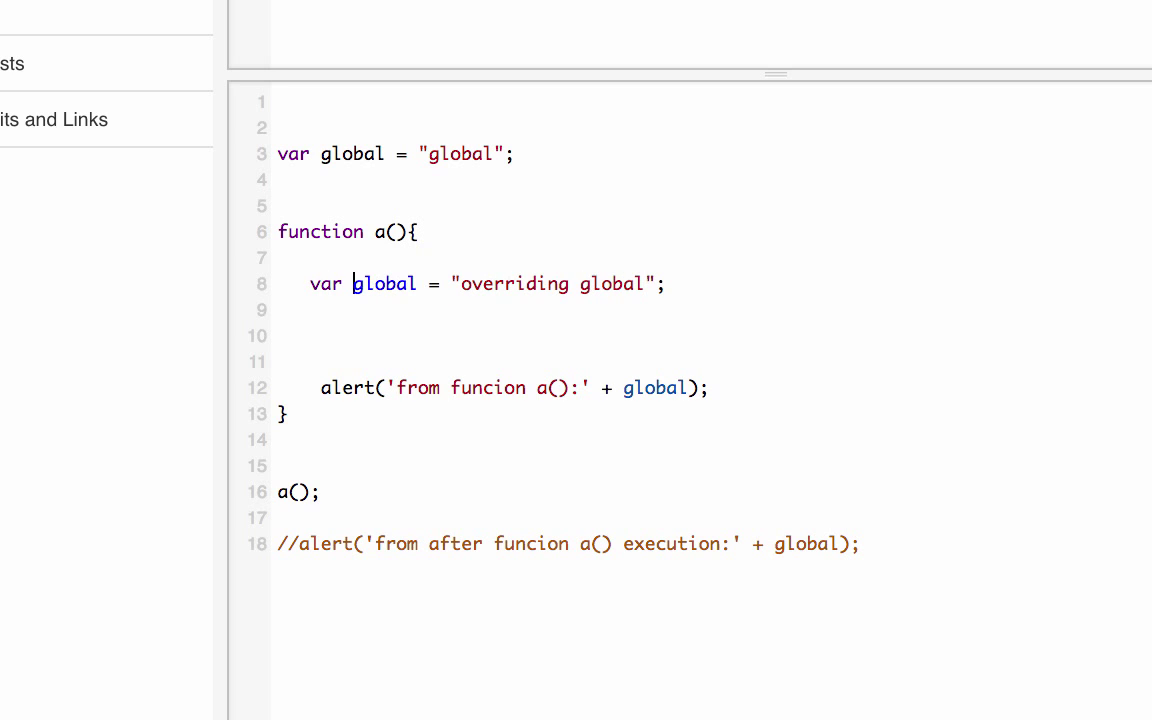 sts
its and Links
1
2
3 var global = "global";
4
5
6 function a(){
7
8 var global = "overriding global";
9
10
11
12 alert('from funcion a():' + global);
13 }
14
15
16 a();
17
18 //alert('from after funcion a() execution:' + global);